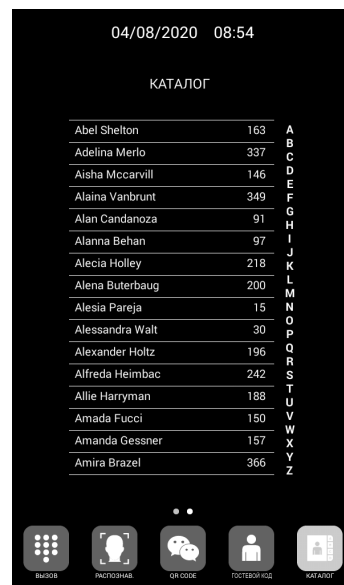 04/08/2020 08:54
КАТАЛОГ
Abel Shelton 163
Adelina Merlo 337
Aisha Mccarvill 146
Alaina Vanbrunt 349
Alan Candanoza 91
Alanna Behan 97
Alecia Holley 218
Alena Buterbaug 200
Alesia Pareja 15
Alessandra Walt 30
Alexander Holtz 196
Alfreda Heimbac 242
Allie Harryman 188
Amada Fucci 150
Amanda Gessner 157
Amira Brazel 366
A
B
C
D
E
F
G
H
I
J
K
L
M
N
O
P
Q
R
S
T
U
V
W
X
Y
Z
ВЫЗОВ РАСПОЗНАВ. QR CODE ГОСТЕВОЙ КОД КАТАЛОГ